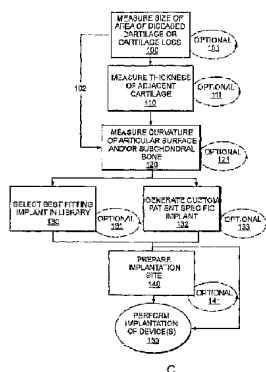 MEASURE SIZE OF
AREA OF DISEASED
CARTILAGE OR
CARTILAGE LOSS
100
OPTIONAL
101
102
MEASURE THICKNESS
OF ADJACENT
CARTILAGE
110
OPTIONAL
111
MEASURE CURVATURE
OF ARTICULAR SURFACE
AND/OR SUBCHONDRAL
BONE
120
OPTIONAL
121
SELECT BEST FITTING
IMPLANT IN LIBRARY
130
OPTIONAL
131
GENERATE CUSTOM/
PATIENT SPECIFIC
IMPLANT
132
OPTIONAL
133
PREPARE
IMPLANTATION
SITE
140
OPTIONAL
141
PERFORM
IMPLANTATION
OF DEVICE(S)
150
C